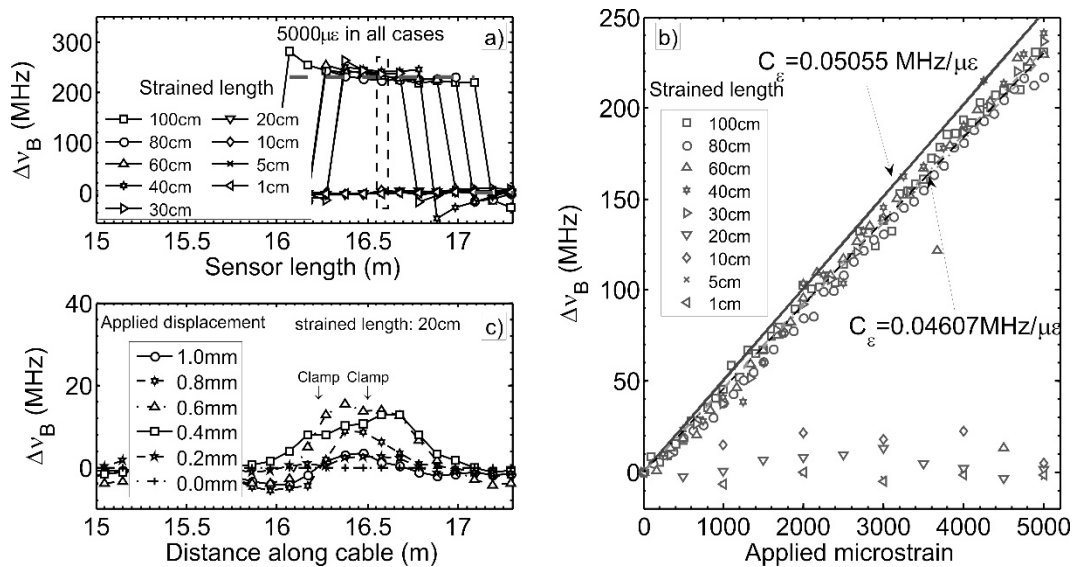 a)
5000με in all cases
Strained length
100cm
80cm
60cm
40cm
30cm
20cm
10cm
5cm
1cm
Δν_B (MHz)
300
200
100
0
15
15.5
16
16.5
17
Sensor length (m)
c)
Applied displacement
strained length: 20cm
1.0mm
0.8mm
0.6mm
0.4mm
0.2mm
0.0mm
Clamp Clamp
Δν_B (MHz)
40
20
0
15
15.5
16
16.5
17
Distance along cable (m)
b)
C_ε=0.05055 MHz/με
Strained length
100cm
80cm
60cm
40cm
30cm
20cm
10cm
5cm
1cm
C_ε=0.04607MHz/με
Δν_B (MHz)
250
200
150
100
50
0
0
1000
2000
3000
4000
5000
Applied microstrain